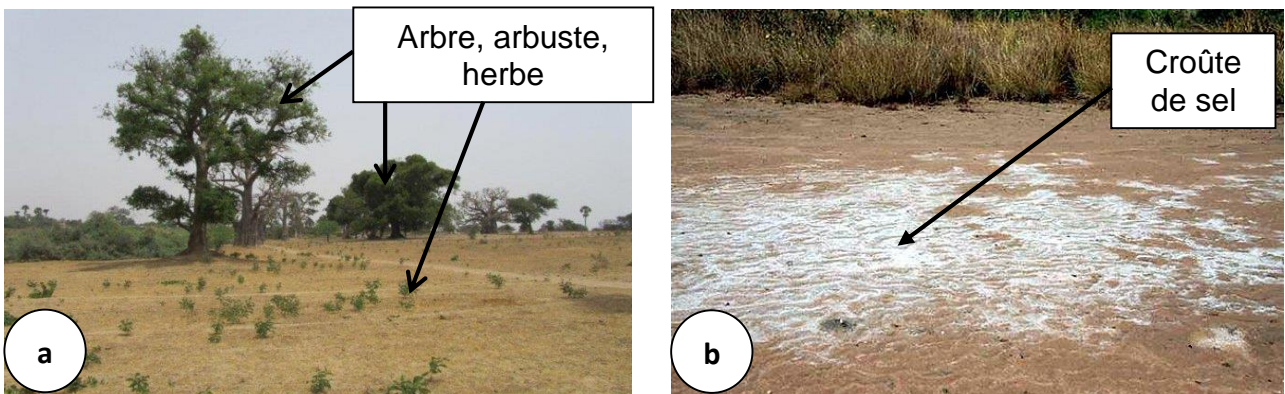 Arbre, arbuste,
herbe
Croûte
de sel
a
b